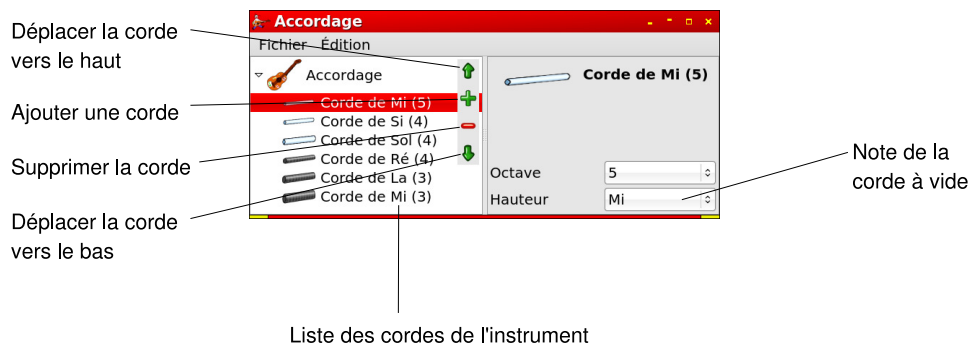 Déplacer la corde
vers le haut
Ajouter une corde
Supprimer la corde
Déplacer la corde
vers le bas
Accordage
Fichier Édition
Accordage
Corde de Mi (5)
Corde de Si (4)
Corde de Sol (4)
Corde de Ré (4)
Corde de La (3)
Corde de Mi (3)
Corde de Mi (5)
Octave 5
Hauteur Mi
Note de la
corde à vide
Liste des cordes de l'instrument